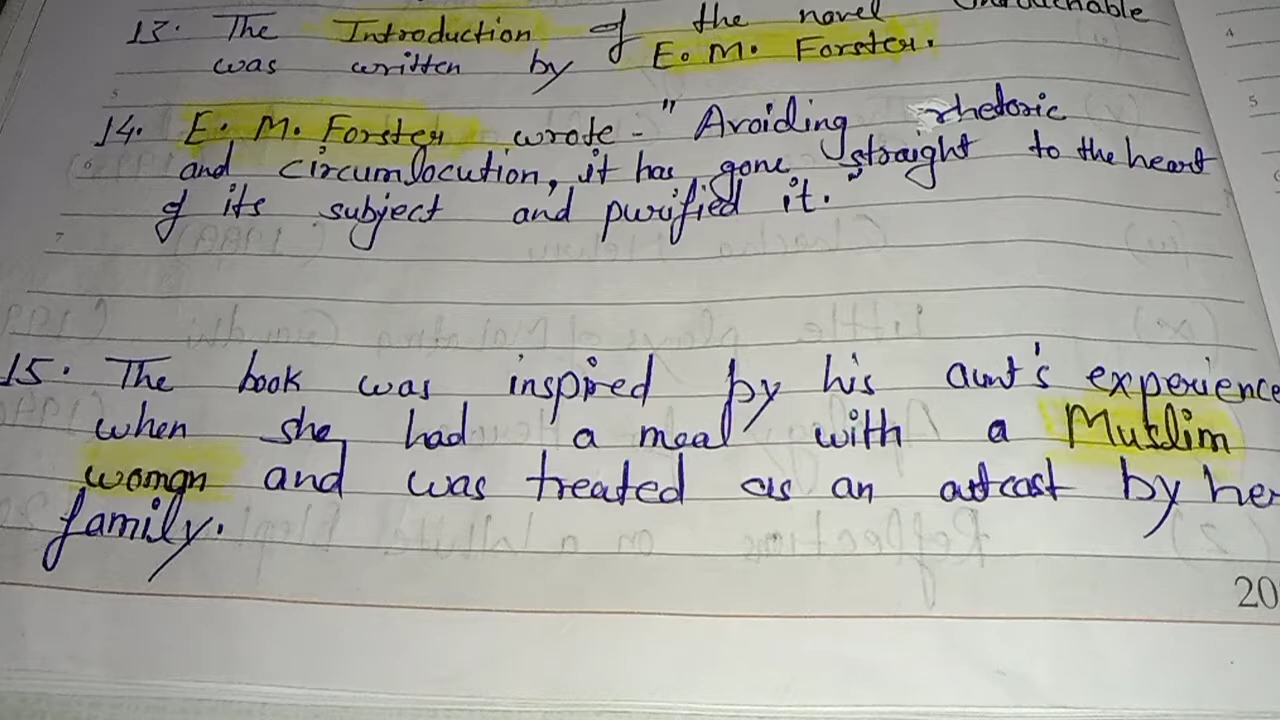 13. The Introduction of the novel Untouchable
was written by E. M. Forster.
14. E. M. Forster wrote - "Avoiding rhetoric
and circumlocution, it has gone straight to the heart
of its subject and purified it."
15. The book was inspired by his aunt's experience
when she had a meal with a Muslim
woman and was treated as an outcast by her
family.
20